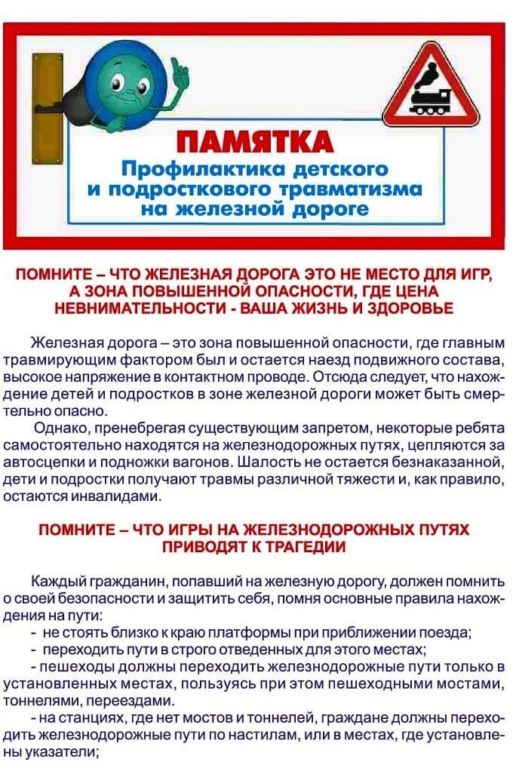 ПАМЯТКА
Профилактика детского
и подросткового травматизма
на железной дороге
ПОМНИТЕ – ЧТО ЖЕЛЕЗНАЯ ДОРОГА ЭТО НЕ МЕСТО ДЛЯ ИГР,
А ЗОНА ПОВЫШЕННОЙ ОПАСНОСТИ, ГДЕ ЦЕНА
НЕВНИМАТЕЛЬНОСТИ - ВАША ЖИЗНЬ И ЗДОРОВЬЕ
Железная дорога – это зона повышенной опасности, где главным
травмирующим фактором был и остается наезд подвижного состава,
высокое напряжение в контактном проводе. Отсюда следует, что нахож-
дение детей и подростков в зоне железной дороги может быть смер-
тельно опасно.
Однако, пренебрегая существующим запретом, некоторые ребята
самостоятельно находятся на железнодорожных путях, цепляются за
автосцепки и подножки вагонов. Шалость не остается безнаказанной,
дети и подростки получают травмы различной тяжести и, как правило,
остаются инвалидами.
ПОМНИТЕ – ЧТО ИГРЫ НА ЖЕЛЕЗНОДОРОЖНЫХ ПУТЯХ
ПРИВОДЯТ К ТРАГЕДИИ
Каждый гражданин, попавший на железную дорогу, должен помнить
о своей безопасности и защитить себя, помня основные правила нахож-
дения на пути:
- не стоять близко к краю платформы при приближении поезда;
- переходить пути в строго отведенных для этого местах;
- пешеходы должны переходить железнодорожные пути только в
установленных местах, пользуясь при этом пешеходными мостами,
тоннелями, переездами.
- на станциях, где нет мостов и тоннелей, граждане должны перехо-
дить железнодорожные пути по настилам, или в местах, где установле-
ны указатели;